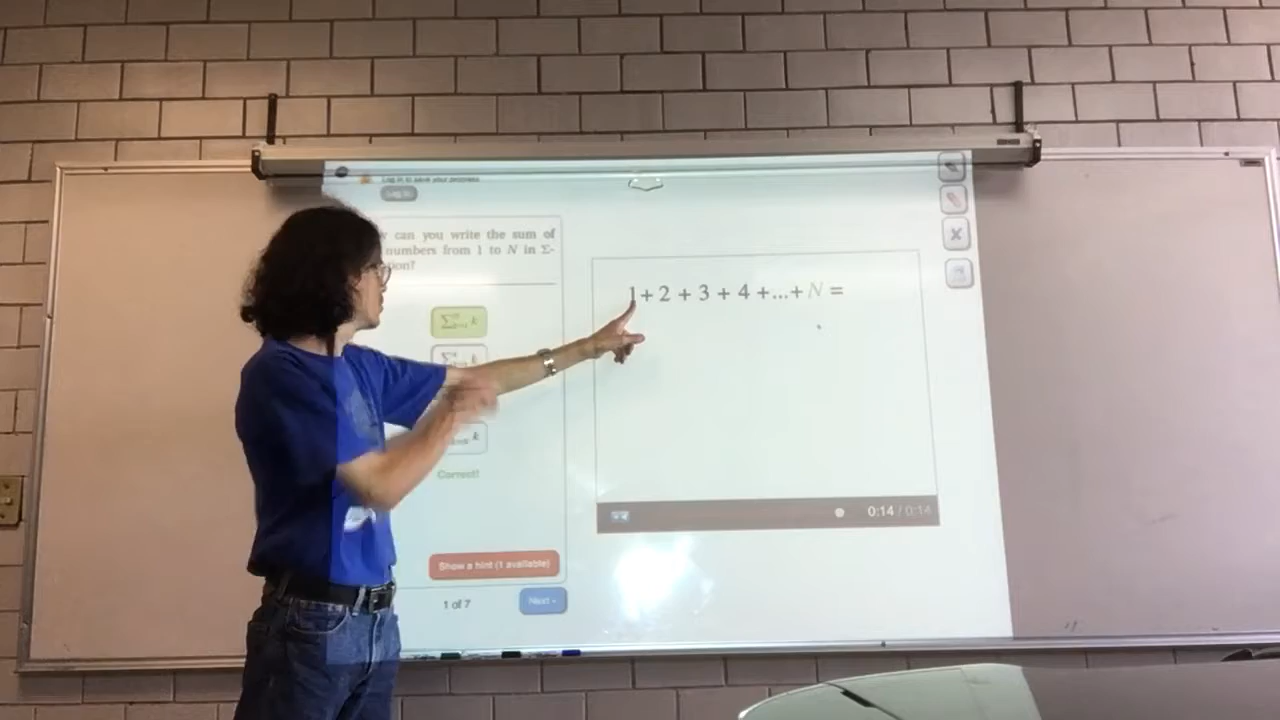 Log in to save your progress
Log in
can you write the sum of
numbers from 1 to N in Σ-
1 + 2 + 3 + 4 + ... + N =
k
k
k
Correct!
0:14 / 0:14
Show a hint (1 available)
1 of 7
Next